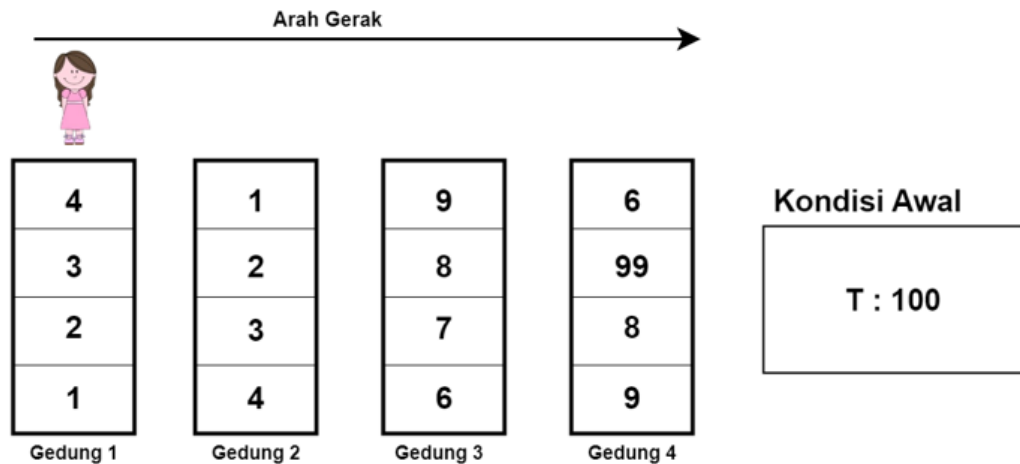 Arah Gerak
4 1 9 6
3 2 8 99
2 3 7 8
1 4 6 9
Gedung 1 Gedung 2 Gedung 3 Gedung 4
Kondisi Awal
T : 100